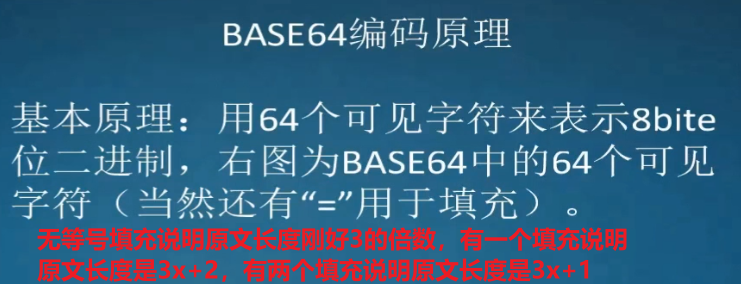 BASE64编码原理
基本原理：用64个可见字符来表示8bite
位二进制，右图为BASE64中的64个可见
字符（当然还有“=”用于填充）。
无等号填充说明原文长度刚好3的倍数，有一个填充说明
原文长度是3x+2，有两个填充说明原文长度是3x+1